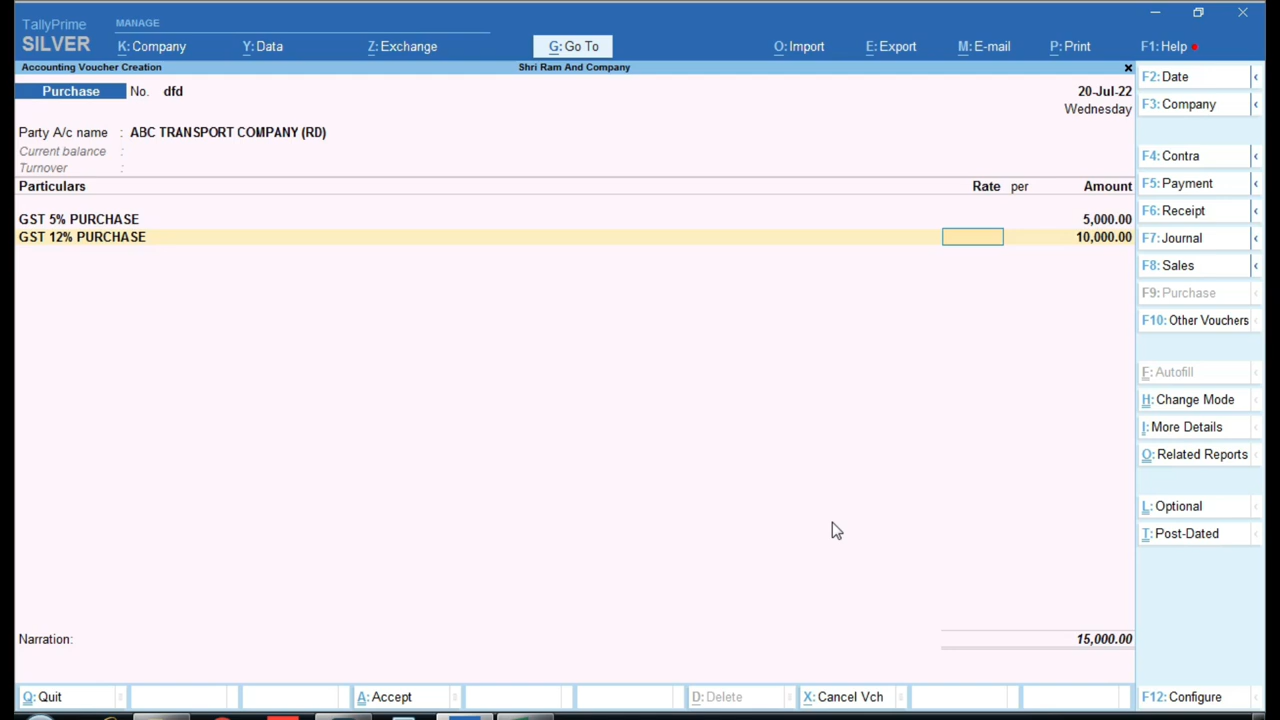 TallyPrime
MANAGE
SILVER
K: Company
Y: Data
Z: Exchange
G: Go To
O: Import
E: Export
M: E-mail
P: Print
F1: Help
Accounting Voucher Creation
Shri Ram And Company
Purchase No. dfd
20-Jul-22
Wednesday
Party A/c name : ABC TRANSPORT COMPANY (RD)
Current balance :
Turnover :
Particulars Rate per Amount
GST 5% PURCHASE 5,000.00
GST 12% PURCHASE 10,000.00
Narration: 15,000.00
F2: Date
F3: Company
F4: Contra
F5: Payment
F6: Receipt
F7: Journal
F8: Sales
F9: Purchase
F10: Other Vouchers
F: Autofill
H: Change Mode
I: More Details
O: Related Reports
L: Optional
T: Post-Dated
Q: Quit
A: Accept
D: Delete
X: Cancel Vch
F12: Configure